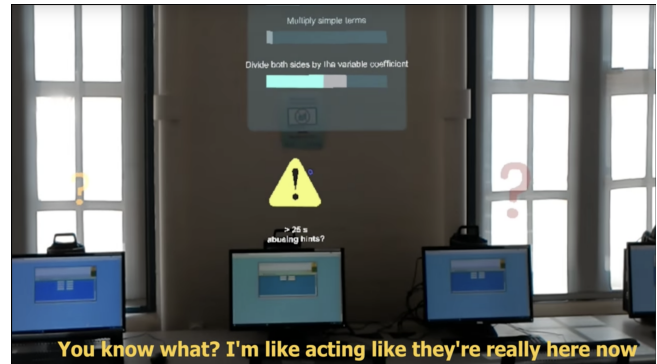 Multiply simple terms
Divide both sides by the variable coefficient
?
!
?
> 25 s
abusing hints?
You know what? I'm like acting like they're really here now